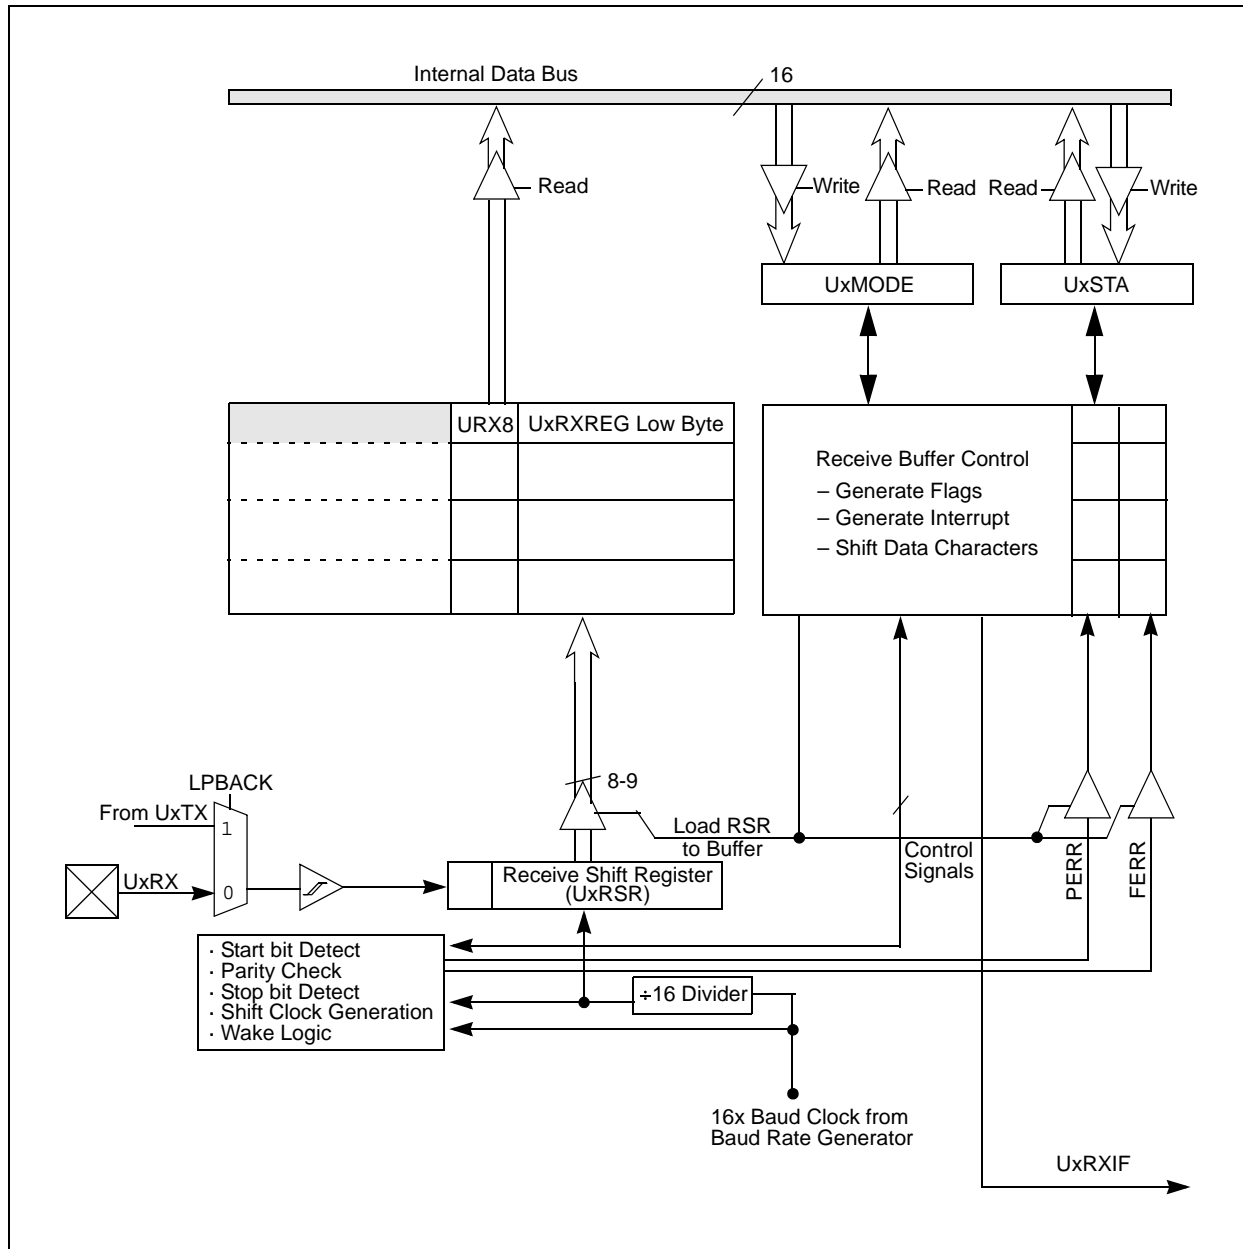 Internal Data Bus
16
Read
Write
Read
Read
Write
UxMODE
UxSTA
URX8
UxRXREG Low Byte
Receive Buffer Control
– Generate Flags
– Generate Interrupt
– Shift Data Characters
LPBACK
8-9
From UxTX
1
Load RSR
to Buffer
Control
Signals
PERR
FERR
UxRX
0
Receive Shift Register
(UxRSR)
· Start bit Detect
· Parity Check
· Stop bit Detect
· Shift Clock Generation
· Wake Logic
÷16 Divider
16x Baud Clock from
Baud Rate Generator
UxRXIF